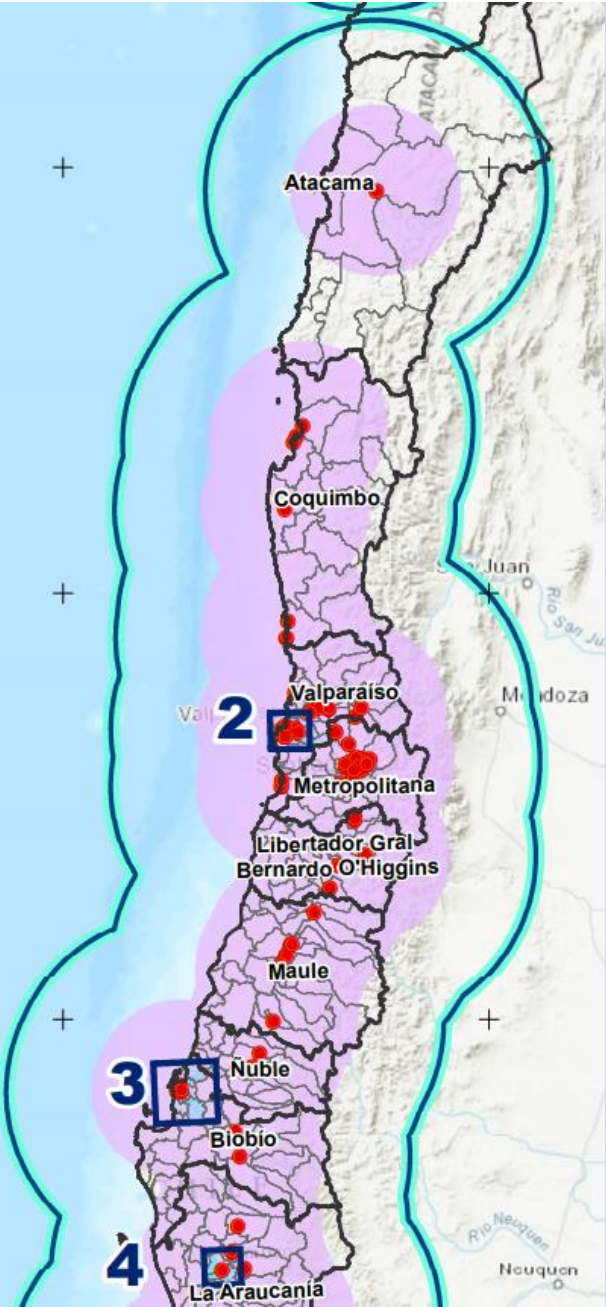 ATACAMA
Atacama
Coquimbo
San Juan
Río San Ju
Valparaíso
Mendoza
Valp
2
Metropolitana
Libertador Gral
Bernardo O'Higgins
Maule
Ñuble
3
Biobío
Río Neuquen
4
Neuquen
La Araucanía